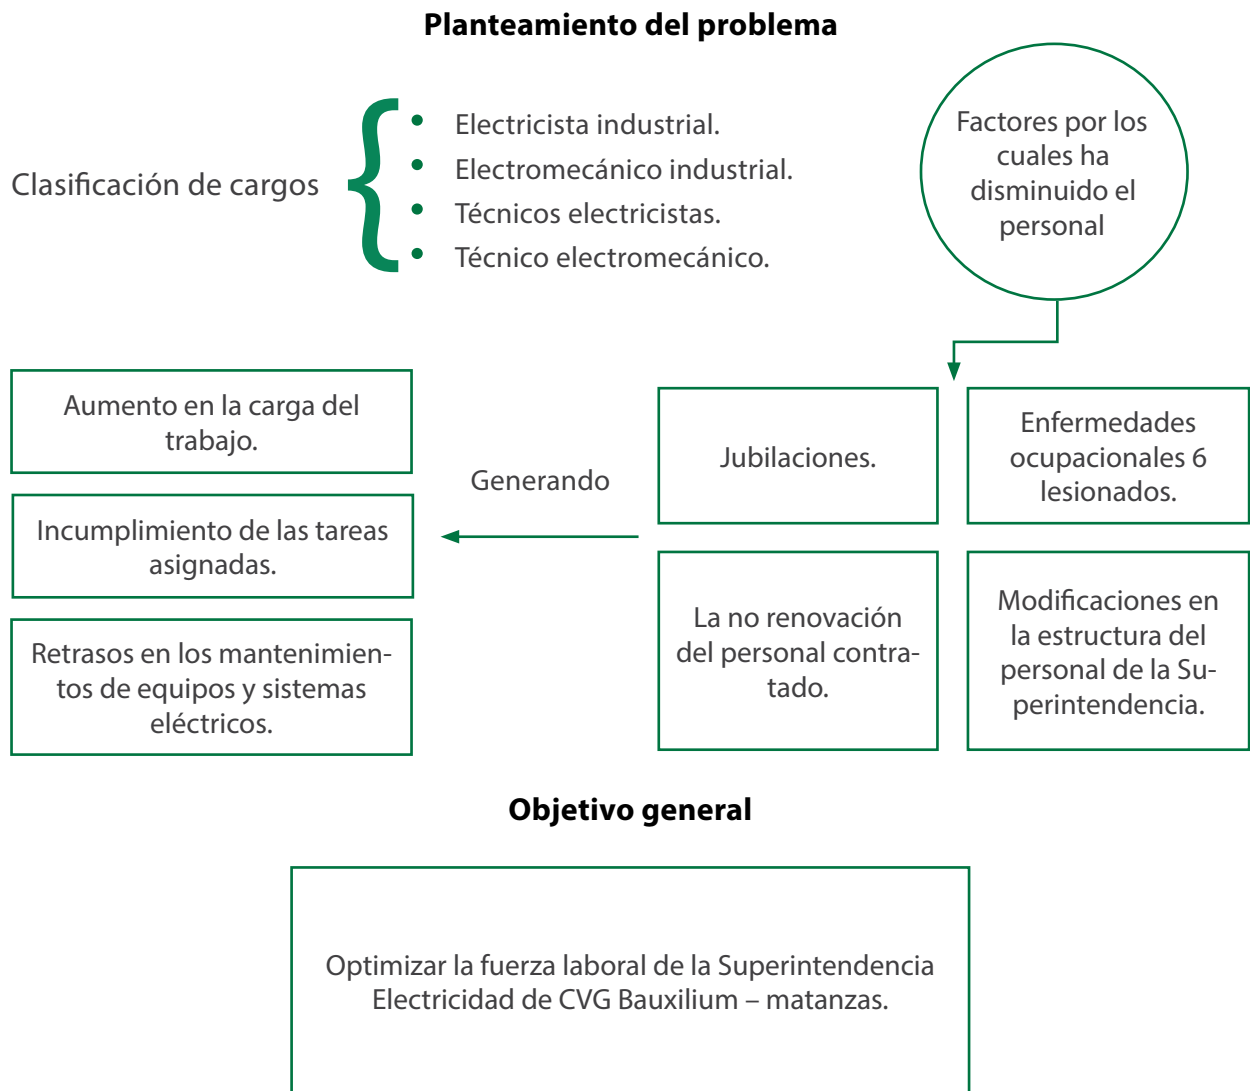 Planteamiento del problema
Clasificación de cargos
• Electricista industrial.
• Electromecánico industrial.
• Técnicos electricistas.
• Técnico electromecánico.
Factores por los
cuales ha
disminuido el
personal
Jubilaciones.
Enfermedades
ocupacionales 6
lesionados.
La no renovación
del personal contra-
tado.
Modificaciones en
la estructura del
personal de la Su-
perintendencia.
Generando
Aumento en la carga del
trabajo.
Incumplimiento de las tareas
asignadas.
Retrasos en los mantenimien-
tos de equipos y sistemas
eléctricos.
Objetivo general
Optimizar la fuerza laboral de la Superintendencia
Electricidad de CVG Bauxilium – matanzas.